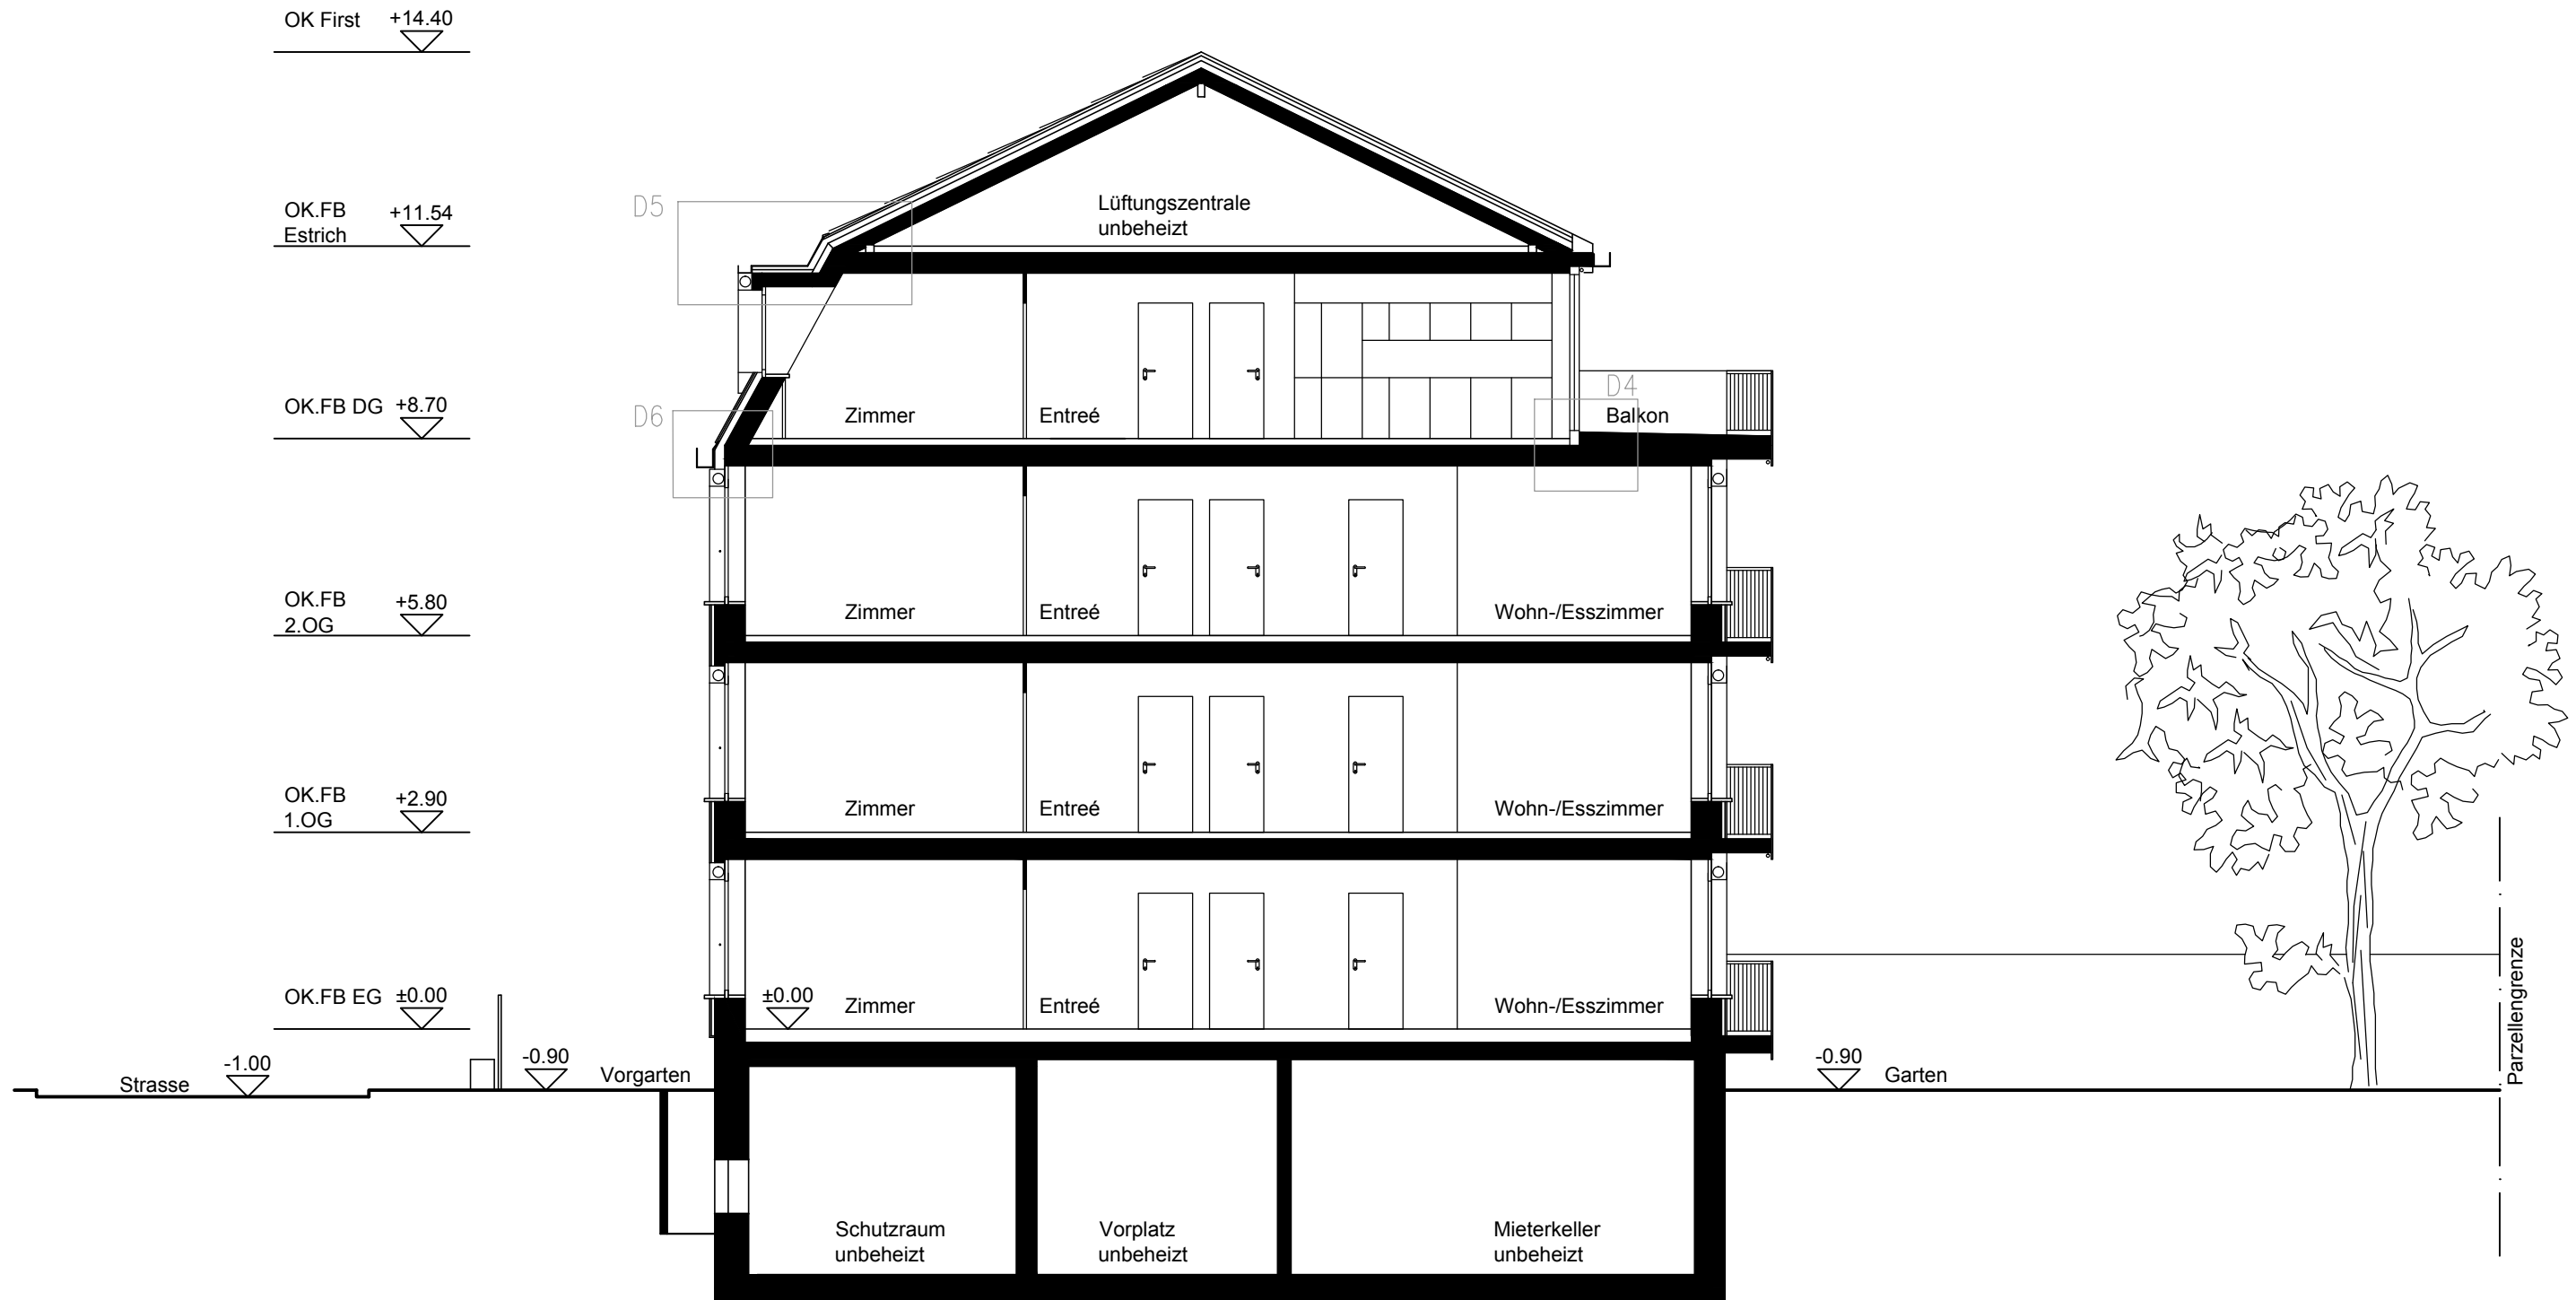 OK First +14.40
OK.FB
Estrich
+11.54
D5
Lüftungszentrale
unbeheizt
OK.FB DG +8.70
D6
Zimmer
Entreé
D4
Balkon
OK.FB
2.OG
+5.80
Zimmer
Entreé
Wohn-/Esszimmer
OK.FB
1.OG
+2.90
Zimmer
Entreé
Wohn-/Esszimmer
OK.FB EG ±0.00
±0.00
Zimmer
Entreé
Wohn-/Esszimmer
Strasse
-1.00
-0.90
Vorgarten
-0.90
Garten
Parzellengrenze
Schutzraum
unbeheizt
Vorplatz
unbeheizt
Mieterkeller
unbeheizt